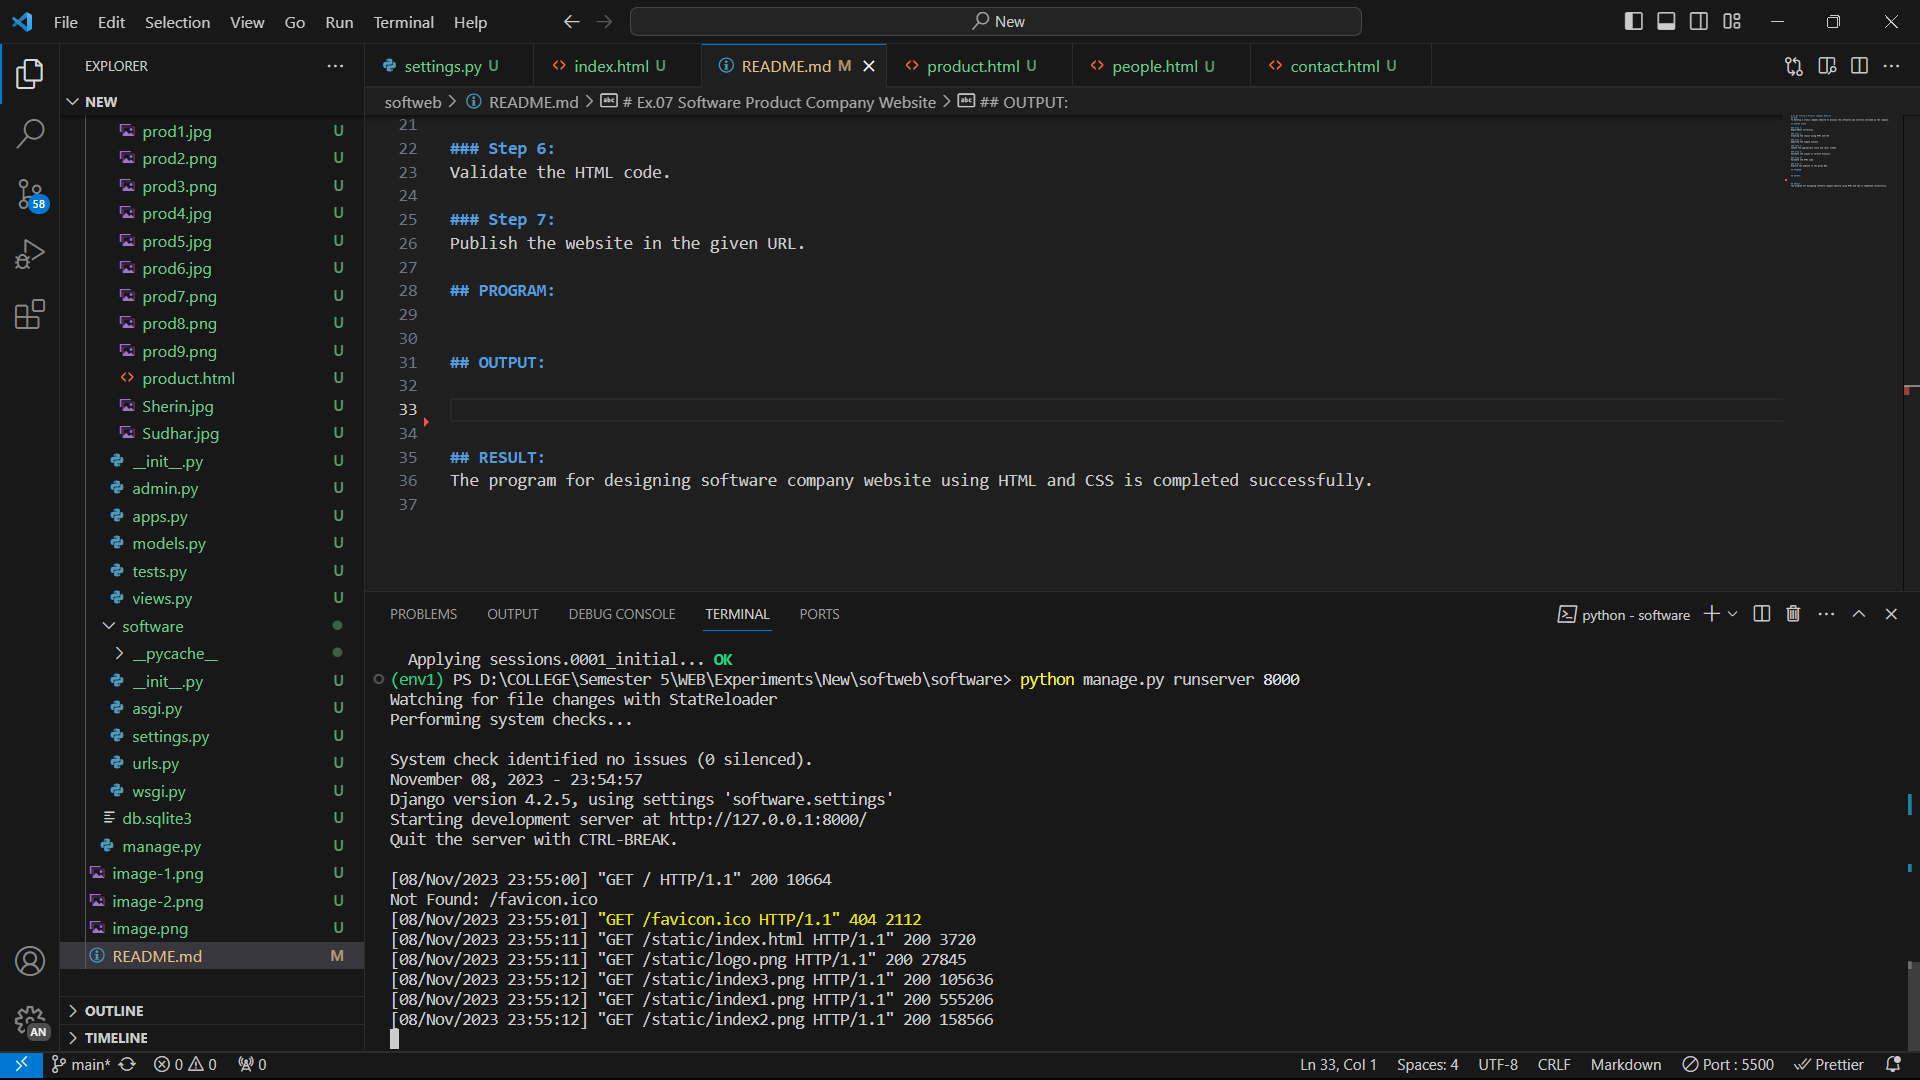 File Edit Selection View Go Run Terminal Help
New
EXPLORER
NEW
prod1.jpg U
prod2.png U
prod3.png U
prod4.jpg U
prod5.jpg U
prod6.jpg U
prod7.png U
prod8.png U
prod9.png U
product.html U
Sherin.jpg U
Sudhar.jpg U
__init__.py U
admin.py U
apps.py U
models.py U
tests.py U
views.py U
software
__pycache__
__init__.py U
asgi.py U
settings.py U
urls.py U
wsgi.py U
db.sqlite3 U
manage.py U
image-1.png U
image-2.png U
image.png U
README.md M
OUTLINE
TIMELINE
58
AN
settings.py U index.html U README.md M product.html U people.html U contact.html U
softweb > README.md > # Ex.07 Software Product Company Website > ## OUTPUT:
21
22 ### Step 6:
23 Validate the HTML code.
24
25 ### Step 7:
26 Publish the website in the given URL.
27
28 ## PROGRAM:
29
30
31 ## OUTPUT:
32
33
34
35 ## RESULT:
36 The program for designing software company website using HTML and CSS is completed successfully.
37
PROBLEMS OUTPUT DEBUG CONSOLE TERMINAL PORTS
python - software
Applying sessions.0001_initial... OK
(env1) PS D:\COLLEGE\Semester 5\WEB\Experiments\New\softweb\software> python manage.py runserver 8000
Watching for file changes with StatReloader
Performing system checks...
System check identified no issues (0 silenced).
November 08, 2023 - 23:54:57
Django version 4.2.5, using settings 'software.settings'
Starting development server at http://127.0.0.1:8000/
Quit the server with CTRL-BREAK.
[08/Nov/2023 23:55:00] "GET / HTTP/1.1" 200 10664
Not Found: /favicon.ico
[08/Nov/2023 23:55:01] "GET /favicon.ico HTTP/1.1" 404 2112
[08/Nov/2023 23:55:11] "GET /static/index.html HTTP/1.1" 200 3720
[08/Nov/2023 23:55:11] "GET /static/logo.png HTTP/1.1" 200 27845
[08/Nov/2023 23:55:12] "GET /static/index3.png HTTP/1.1" 200 105636
[08/Nov/2023 23:55:12] "GET /static/index1.png HTTP/1.1" 200 555206
[08/Nov/2023 23:55:12] "GET /static/index2.png HTTP/1.1" 200 158566
main* 0 0 0
Ln 33, Col 1 Spaces: 4 UTF-8 CRLF Markdown Port : 5500 Prettier